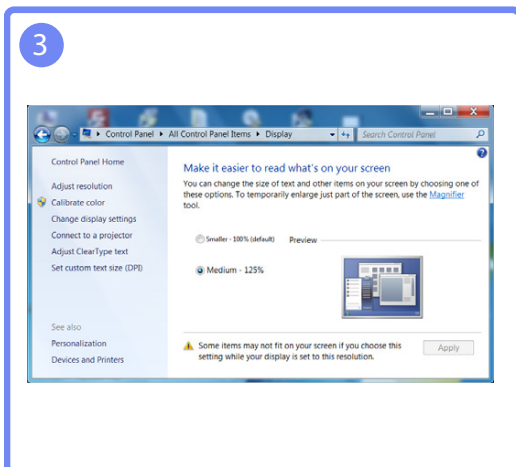 3
Control Panel ▸ All Control Panel Items ▸ Display
Search Control Panel
Control Panel Home
Adjust resolution
Calibrate color
Change display settings
Connect to a projector
Adjust ClearType text
Set custom text size (DPI)
See also
Personalization
Devices and Printers
Make it easier to read what's on your screen
You can change the size of text and other items on your screen by choosing one of
these options. To temporarily enlarge just part of the screen, use the Magnifier
tool.
Smaller - 100% (default)
Preview
Medium - 125%
Some items may not fit on your screen if you choose this
setting while your display is set to this resolution.
Apply